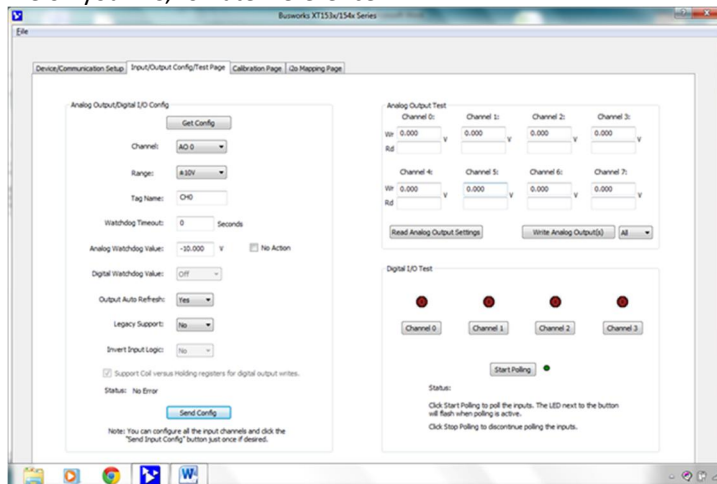 Busworks XT153x/154x Series
File
Device/Communication Setup Input/Output Config/Test Page Calibration Page i2o Mapping Page
Analog Output/Digital I/O Config
Get Config
Channel: AO 0
Range: ±10V
Tag Name: CH0
Watchdog Timeout: 0 Seconds
Analog Watchdog Value: -10.000 V No Action
Digital Watchdog Value: Off
Output Auto Refresh: Yes
Legacy Support: No
Invert Input Logic: No
Support Coil versus Holding registers for digital output writes.
Status: No Error
Send Config
Note: You can configure all the input channels and click the
"Send Input Config" button just once if desired.
Analog Output Test
Channel 0: Channel 1: Channel 2: Channel 3:
Wr 0.000 V 0.000 V 0.000 V 0.000 V
Rd
Channel 4: Channel 5: Channel 6: Channel 7:
Wr 0.000 V 0.000 V 0.000 V 0.000 V
Rd
Read Analog Output Settings Write Analog Output(s) All
Digital I/O Test
Channel 0 Channel 1 Channel 2 Channel 3
Start Polling
Status:
Click Start Polling to poll the inputs. The LED next to the button
will flash when polling is active.
Click Stop Polling to discontinue polling the inputs.